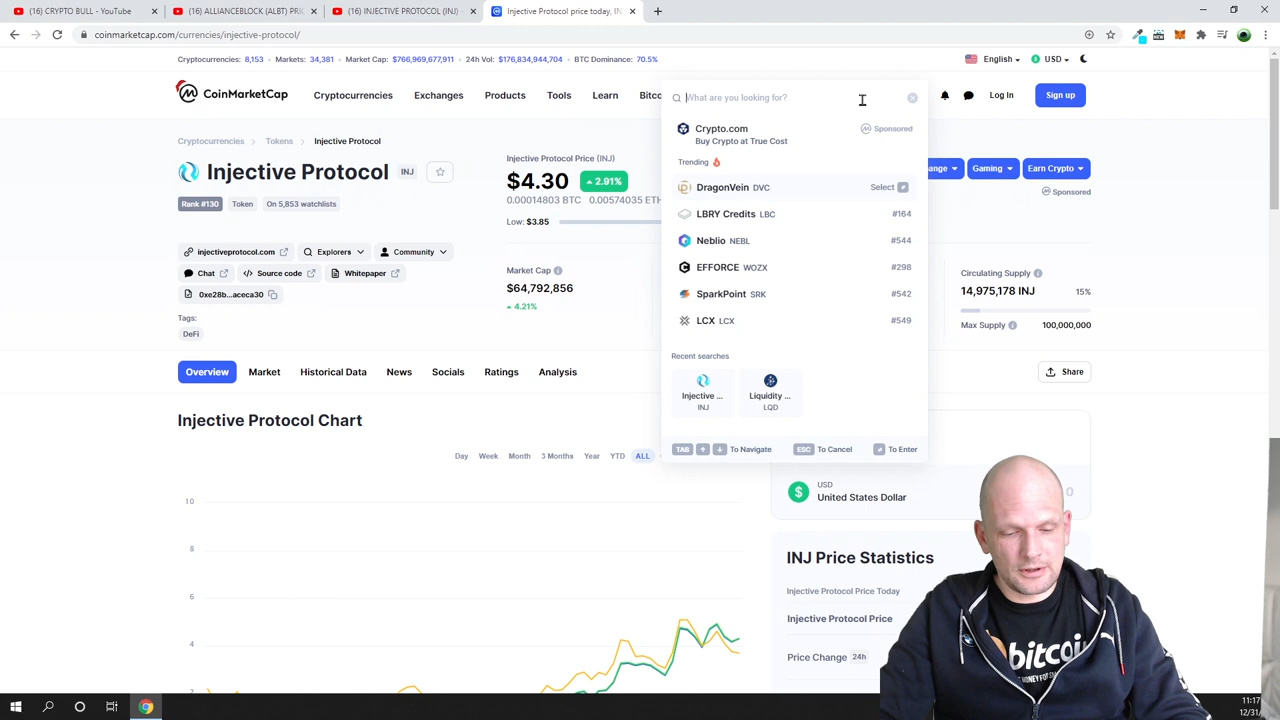 (16) CRYPTO BULL - YouTube
(16) ALLIANCEBLOCK (ALBT) PRI
(16) INJECTIVE PROTOCOL (INJ) -
Injective Protocol price today, IN
coinmarketcap.com/currencies/injective-protocol/
Cryptocurrencies: 8,153 • Markets: 34,381 • Market Cap: $766,969,677,911 • 24h Vol: $176,834,944,704 • BTC Dominance: 70.5%
English
USD
CoinMarketCap
Cryptocurrencies
Exchanges
Products
Tools
Learn
Log In
Sign up
What are you looking for?
Crypto.com
Sponsored
Buy Crypto at True Cost
Trending
DragonVein DVC
Select
LBRY Credits LBC
#164
Neblio NEBL
#544
EFFORCE WOZX
#298
SparkPoint SRK
#542
LCX LCX
#549
Recent searches
Injective ...
INJ
Liquidity ...
LQD
TAB To Navigate
ESC To Cancel
To Enter
Cryptocurrencies
Tokens
Injective Protocol
Injective Protocol INJ
Rank #130
Token
On 5,853 watchlists
Injective Protocol Price (INJ)
$4.30
2.91%
0.00014803 BTC 0.00574035 ETH
Low: $3.85
Gaming
Earn Crypto
Sponsored
injectiveprotocol.com
Explorers
Community
Chat
Source code
Whitepaper
0xe28b...aceca30
Tags:
DeFi
Market Cap
$64,792,856
4.21%
Circulating Supply
14,975,178 INJ
15%
Max Supply
100,000,000
Overview
Market
Historical Data
News
Socials
Ratings
Analysis
Share
Injective Protocol Chart
Day
Week
Month
3 Months
Year
YTD
ALL
10
8
6
4
USD
United States Dollar
0
INJ Price Statistics
Injective Protocol Price Today
Injective Protocol Price
Price Change 24h
bitcoin
11:17
12/31/